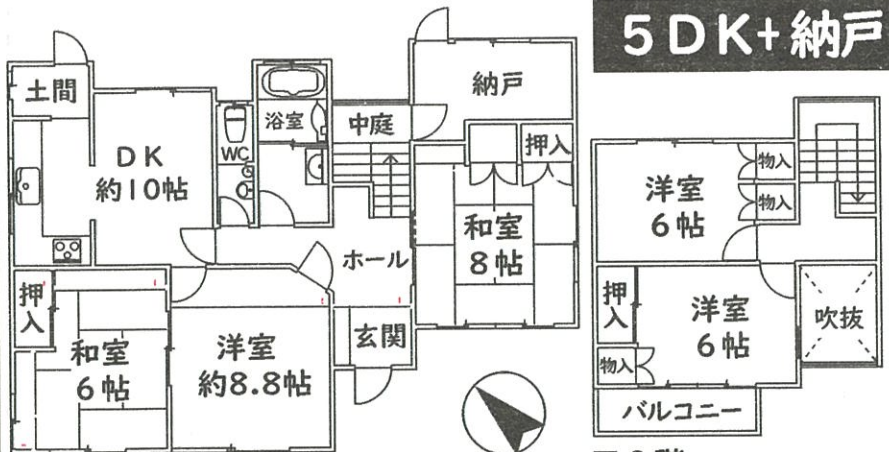 5DK+納戸
土間
DK
約10帖
WC
浴室
中庭
納戸
押入
和室
8帖
ホール
玄関
押入
和室
6帖
洋室
約8.8帖
洋室
6帖
物入
物入
押入
物入
洋室
6帖
吹抜
バルコニー